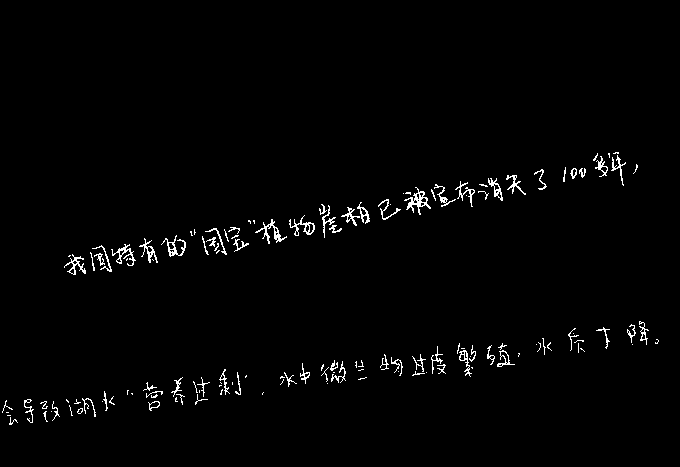 我国特有的"国宝"植物崖柏已被宣布消失了100多年,
会导致湖水"营养过剩",水中微生物过度繁殖,水质下降。